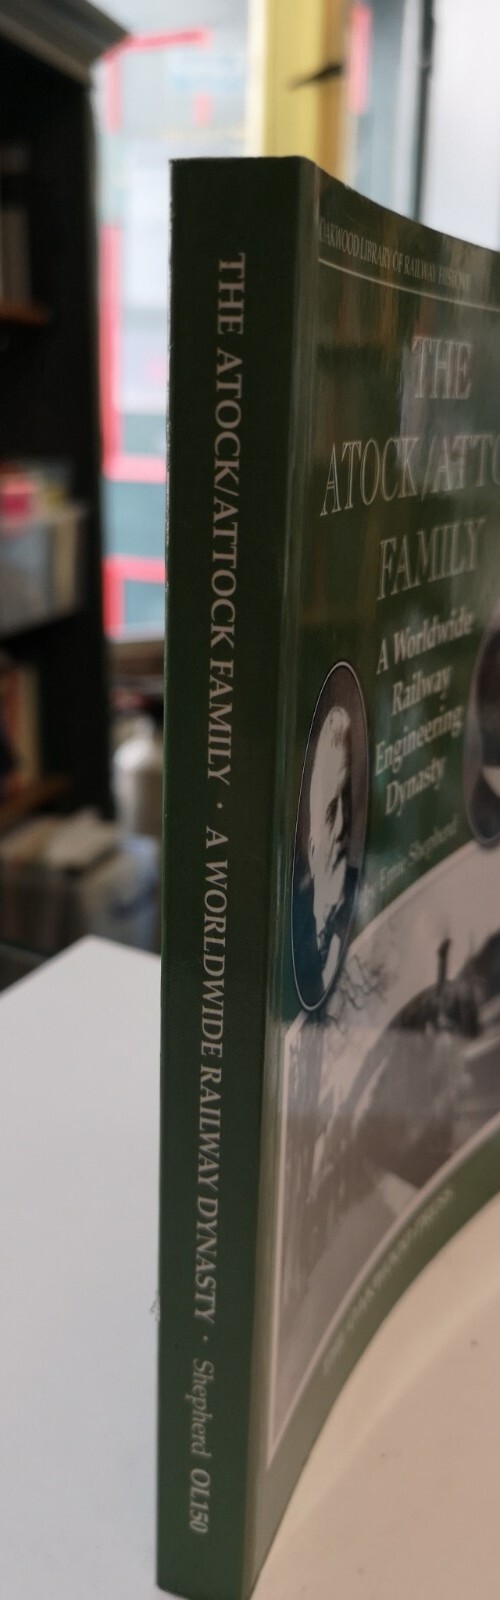 THE ATOCK/ATTOCK FAMILY · A WORLDWIDE RAILWAY DYNASTY · Shepherd OL150
OAKWOOD LIBRARY OF RAILWAY HISTORY
THE
ATOCK/ATTO
FAMILY
A Worldwide
Railway
Engineering
Dynasty
by Ernie Shepherd
THE OAKWOOD PRESS